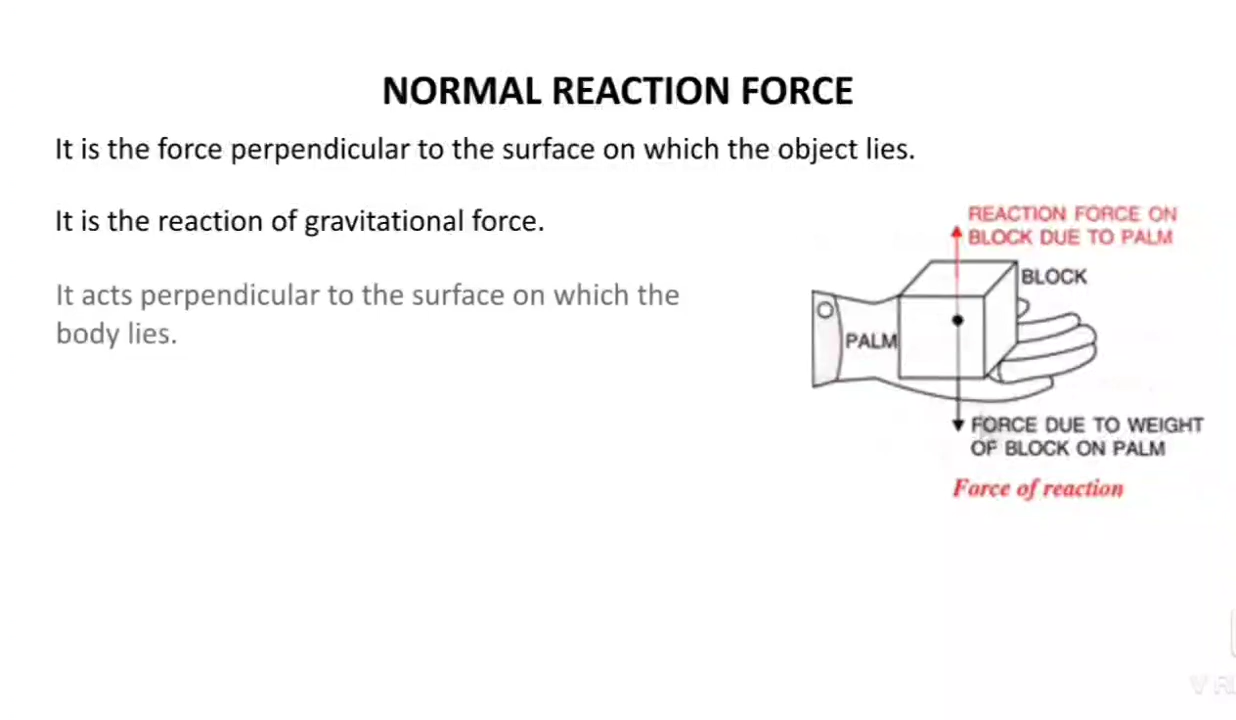 NORMAL REACTION FORCE
It is the force perpendicular to the surface on which the object lies.
It is the reaction of gravitational force.
It acts perpendicular to the surface on which the
body lies.
REACTION FORCE ON
BLOCK DUE TO PALM
BLOCK
PALM
FORCE DUE TO WEIGHT
OF BLOCK ON PALM
Force of reaction